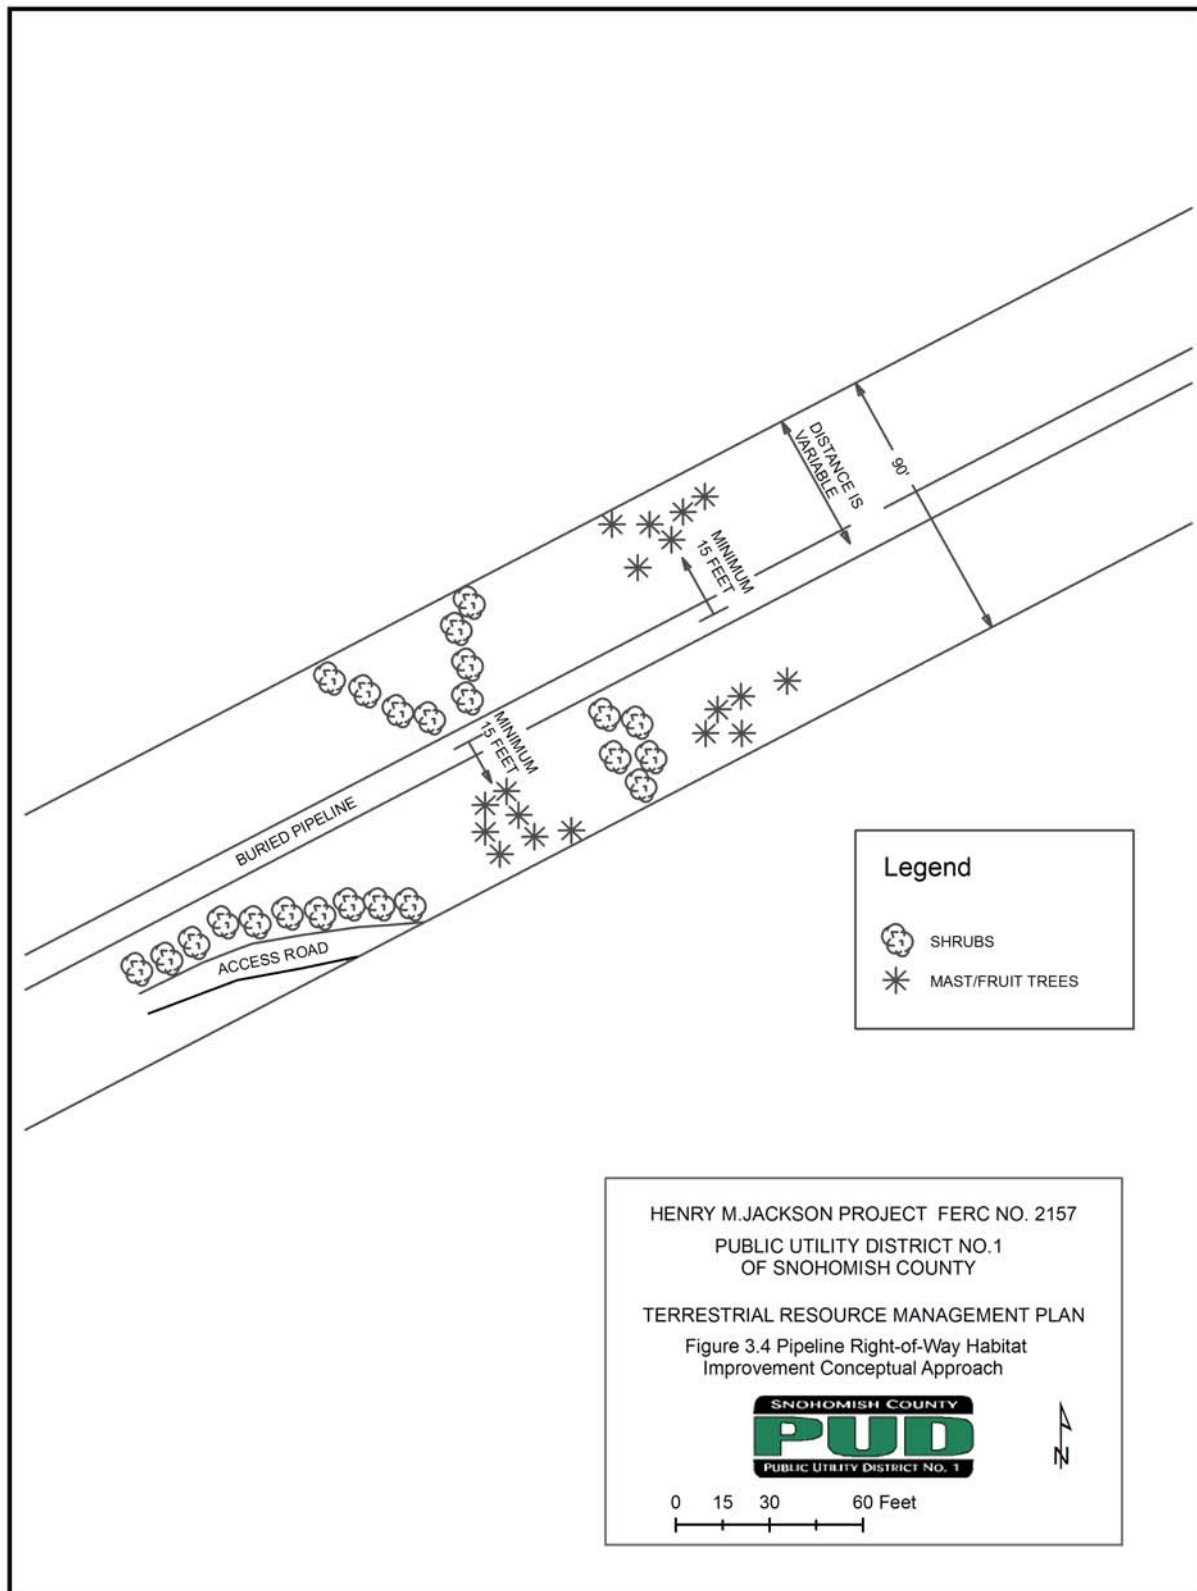 DISTANCE IS
VARIABLE
90'
MINIMUM
15 FEET
MINIMUM
15 FEET
BURIED PIPELINE
ACCESS ROAD
Legend
SHRUBS
MAST/FRUIT TREES
HENRY M.JACKSON PROJECT FERC NO. 2157
PUBLIC UTILITY DISTRICT NO.1
OF SNOHOMISH COUNTY
TERRESTRIAL RESOURCE MANAGEMENT PLAN
Figure 3.4 Pipeline Right-of-Way Habitat
Improvement Conceptual Approach
SNOHOMISH COUNTY
PUD
PUBLIC UTILITY DISTRICT NO. 1
N
0 15 30 60 Feet